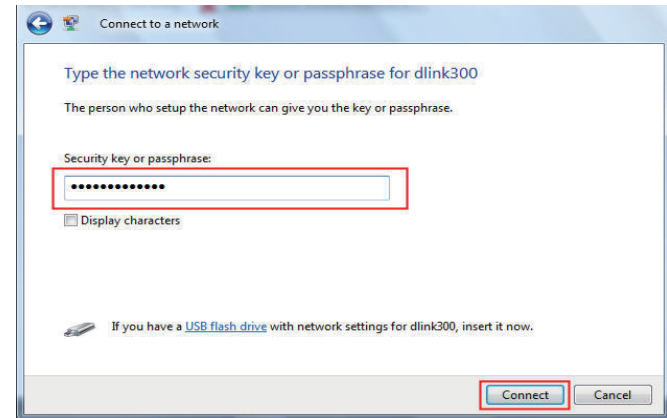 Connect to a network
Type the network security key or passphrase for dlink300
The person who setup the network can give you the key or passphrase.
Security key or passphrase:
•••••••••••••
Display characters
If you have a USB flash drive with network settings for dlink300, insert it now.
Connect Cancel